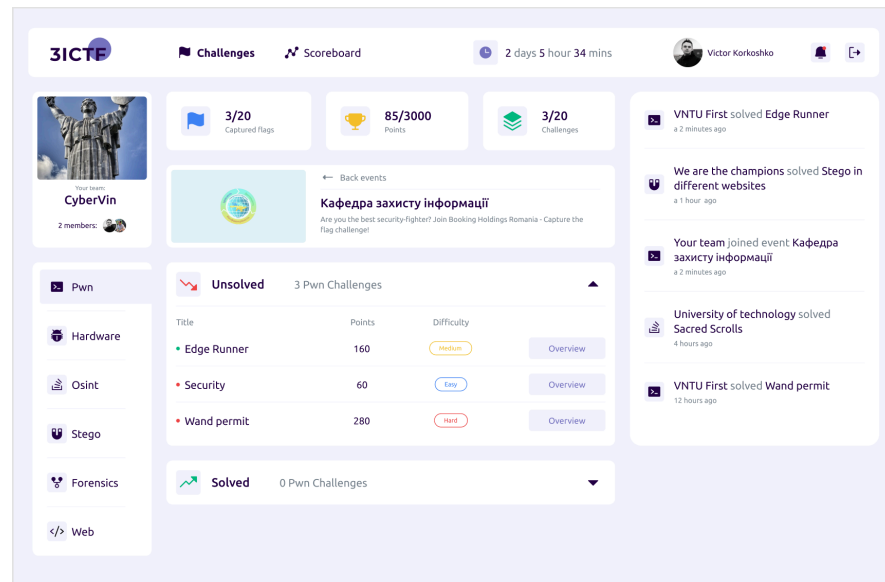 3ICTF
Challenges
Scoreboard
2 days 5 hour 34 mins
Victor Korkoshko
Your team:
CyberVin
2 members:
3/20
Captured flags
85/3000
Points
3/20
Challenges
Back events
Кафедра захисту інформації
Are you the best security-fighter? Join Booking Holdings Romania - Capture the
flag challenge!
Pwn
Hardware
Osint
Stego
Forensics
Web
Unsolved
3 Pwn Challenges
Title Points Difficulty
Edge Runner 160 Medium Overview
Security 60 Easy Overview
Wand permit 280 Hard Overview
Solved
0 Pwn Challenges
VNTU First solved Edge Runner
a 2 minutes ago
We are the champions solved Stego in
different websites
a 1 hour ago
Your team joined event Кафедра
захисту інформації
a 2 minutes ago
University of technology solved
Sacred Scrolls
4 hours ago
VNTU First solved Wand permit
12 hours ago